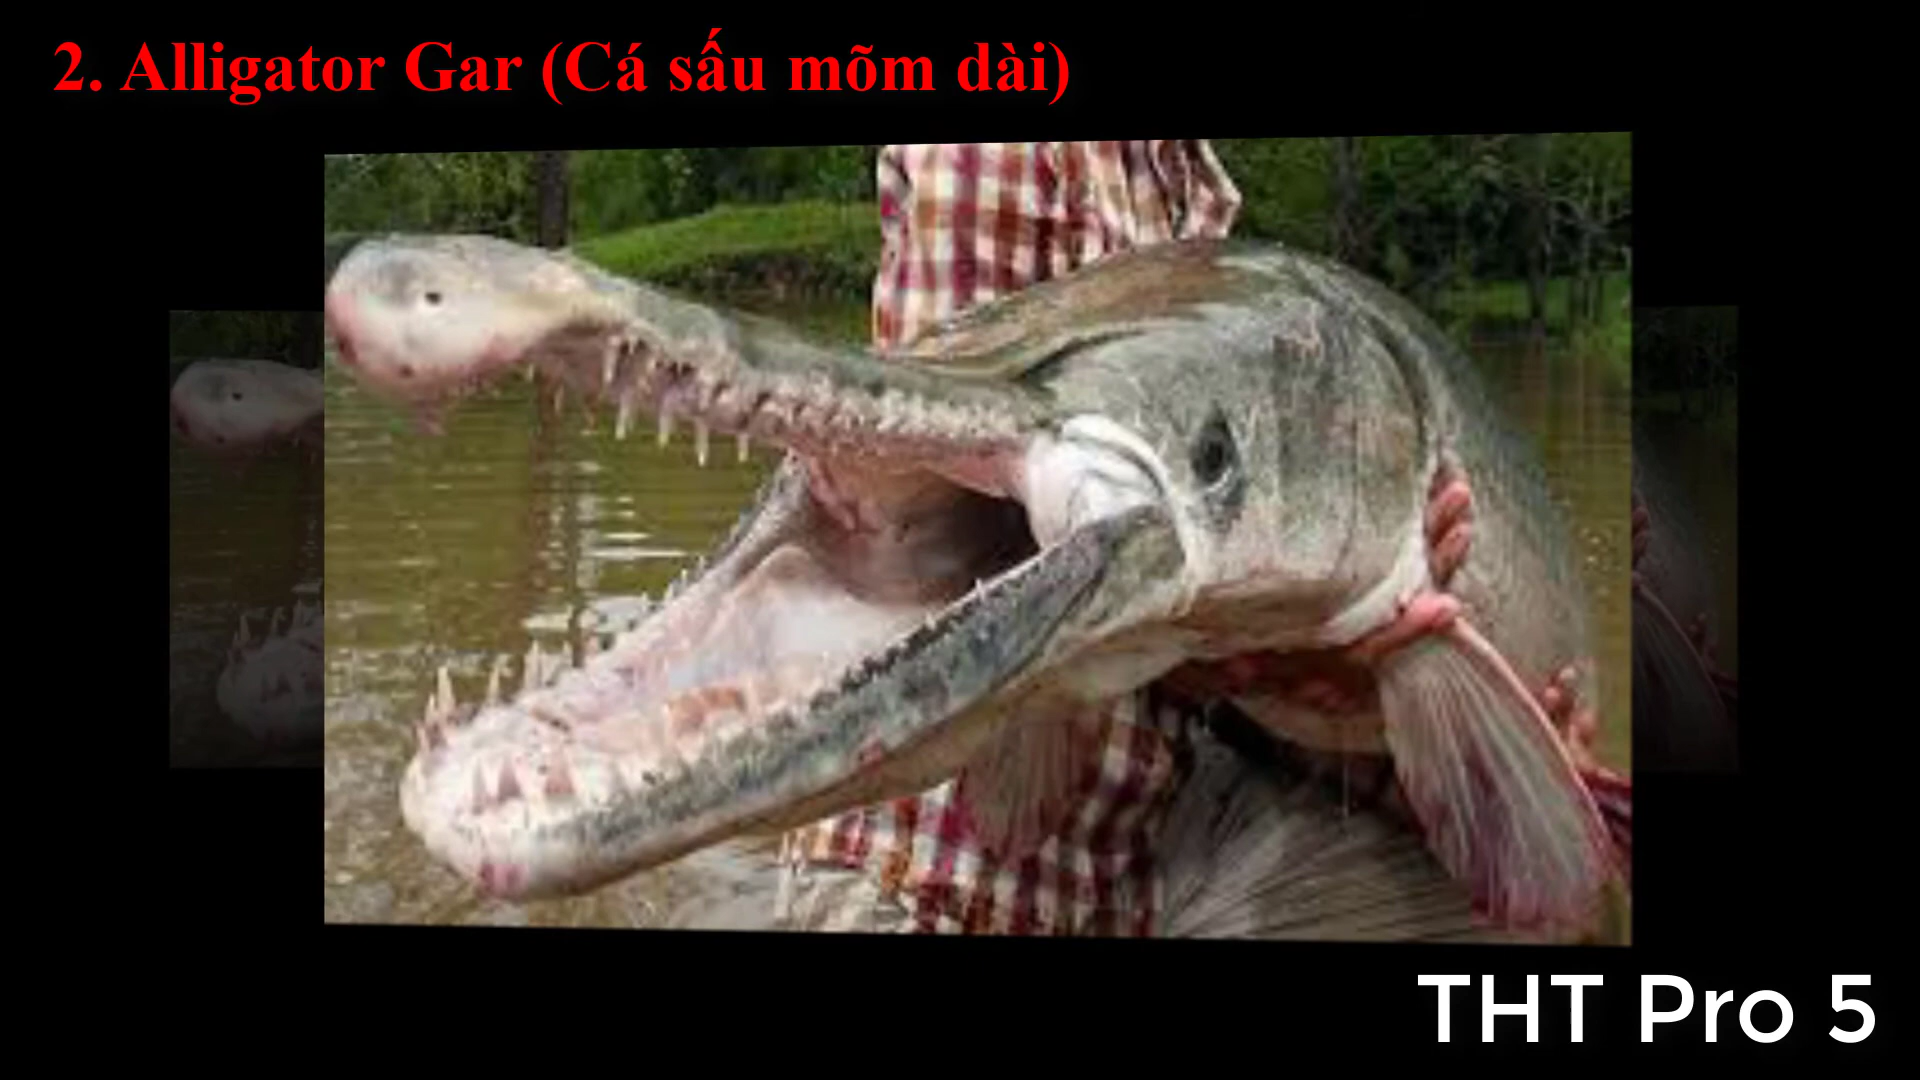 2. Alligator Gar (Cá sấu mõm dài)
THT Pro 5